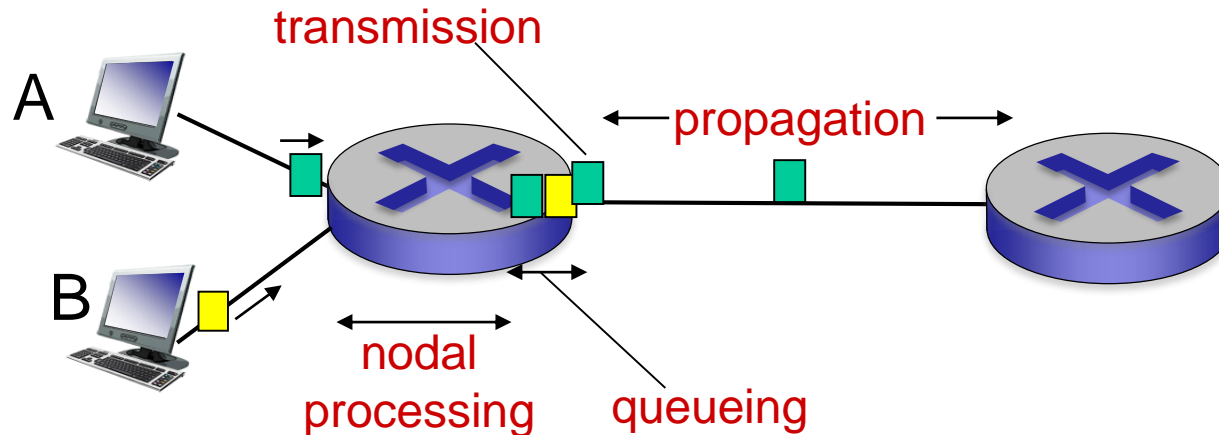 transmission
A
propagation
B
nodal
processing
queueing